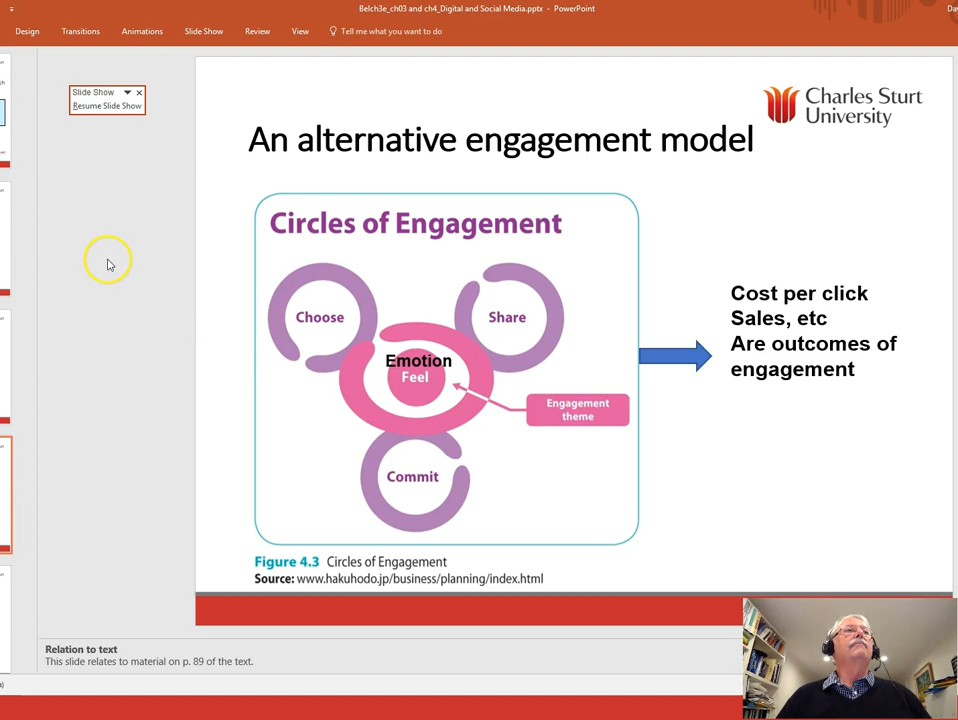 Belch3e_ch03 and ch4_Digital and Social Media.pptx - PowerPoint
Design Transitions Animations Slide Show Review View Tell me what you want to do
Slide Show
Resume Slide Show
Charles Sturt
University
An alternative engagement model
Circles of Engagement
Choose
Share
Emotion
Feel
Engagement
theme
Commit
Cost per click
Sales, etc
Are outcomes of
engagement
Figure 4.3 Circles of Engagement
Source: www.hakuhodo.jp/business/planning/index.html
Relation to text
This slide relates to material on p. 89 of the text.